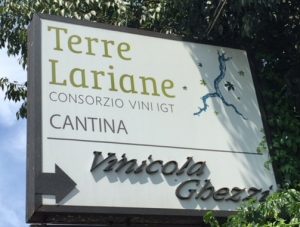 Terre
Lariane
CONSORZIO VINI IGT
CANTINA
Vinicola
Ghezzi